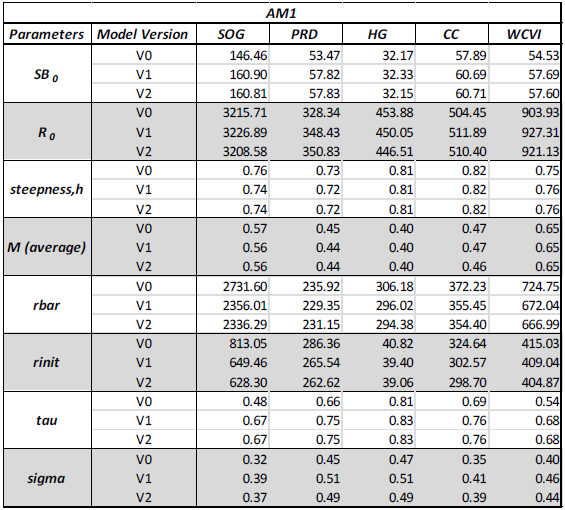 AM1
Parameters Model Version SOG PRD HG CC WCVI
SB 0 V0 146.46 53.47 32.17 57.89 54.53
V1 160.90 57.82 32.33 60.69 57.69
V2 160.81 57.83 32.15 60.71 57.60
R 0 V0 3215.71 328.34 453.88 504.45 903.93
V1 3226.89 348.43 450.05 511.89 927.31
V2 3208.58 350.83 446.51 510.40 921.13
steepness,h V0 0.76 0.73 0.81 0.82 0.75
V1 0.74 0.72 0.81 0.82 0.76
V2 0.74 0.72 0.81 0.82 0.76
M (average) V0 0.57 0.45 0.40 0.47 0.65
V1 0.56 0.44 0.40 0.47 0.65
V2 0.56 0.44 0.40 0.46 0.65
rbar V0 2731.60 235.92 306.18 372.23 724.75
V1 2356.01 229.35 296.02 355.45 672.04
V2 2336.29 231.15 294.38 354.40 666.99
rinit V0 813.05 286.36 40.82 324.64 415.03
V1 649.46 265.54 39.40 302.57 409.04
V2 628.30 262.62 39.06 298.70 404.87
tau V0 0.48 0.66 0.81 0.69 0.54
V1 0.67 0.75 0.83 0.76 0.68
V2 0.67 0.75 0.83 0.76 0.68
sigma V0 0.32 0.45 0.47 0.35 0.40
V1 0.39 0.51 0.51 0.41 0.46
V2 0.37 0.49 0.49 0.39 0.44